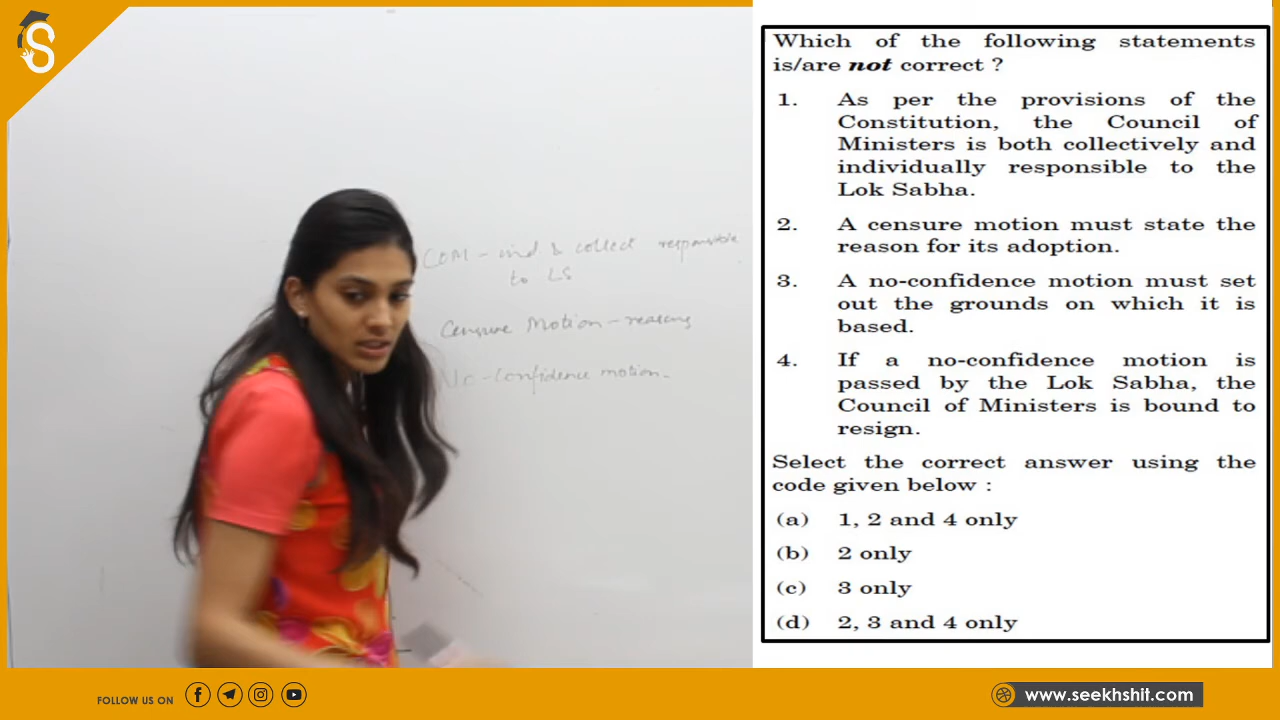 S
COM - ind & collect responsible
to LS
Censure Motion - reasons
No - Confidence motion -
Which of the following statements
is/are not correct ?
1. As per the provisions of the
Constitution, the Council of
Ministers is both collectively and
individually responsible to the
Lok Sabha.
2. A censure motion must state the
reason for its adoption.
3. A no-confidence motion must set
out the grounds on which it is
based.
4. If a no-confidence motion is
passed by the Lok Sabha, the
Council of Ministers is bound to
resign.
Select the correct answer using the
code given below :
(a) 1, 2 and 4 only
(b) 2 only
(c) 3 only
(d) 2, 3 and 4 only
FOLLOW US ON
www.seekhshit.com